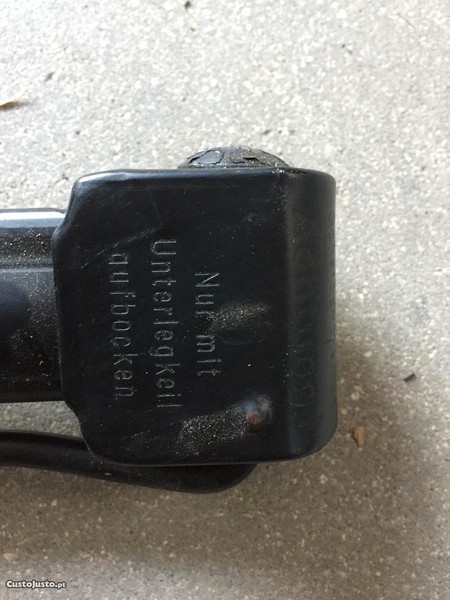 Nur mit
Unterlegkeil
aufbocken
CustoJusto.pt